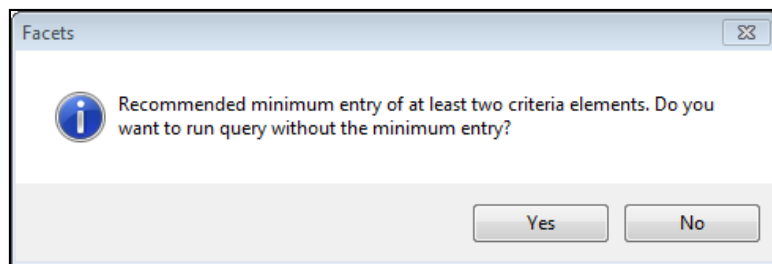 Facets
Recommended minimum entry of at least two criteria elements. Do you
want to run query without the minimum entry?
Yes No